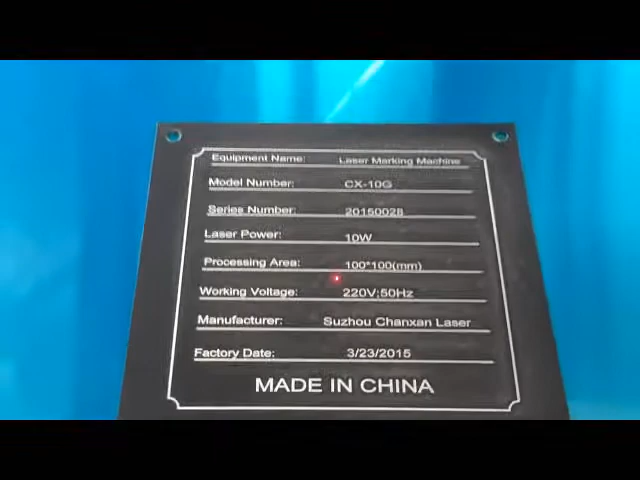 Equipment Name: Laser Marking Machine
Model Number: CX-10G
Series Number: 20150028
Laser Power: 10W
Processing Area: 100*100(mm)
Working Voltage: 220V;50Hz
Manufacturer: Suzhou Chanxan Laser
Factory Date: 3/23/2015
MADE IN CHINA